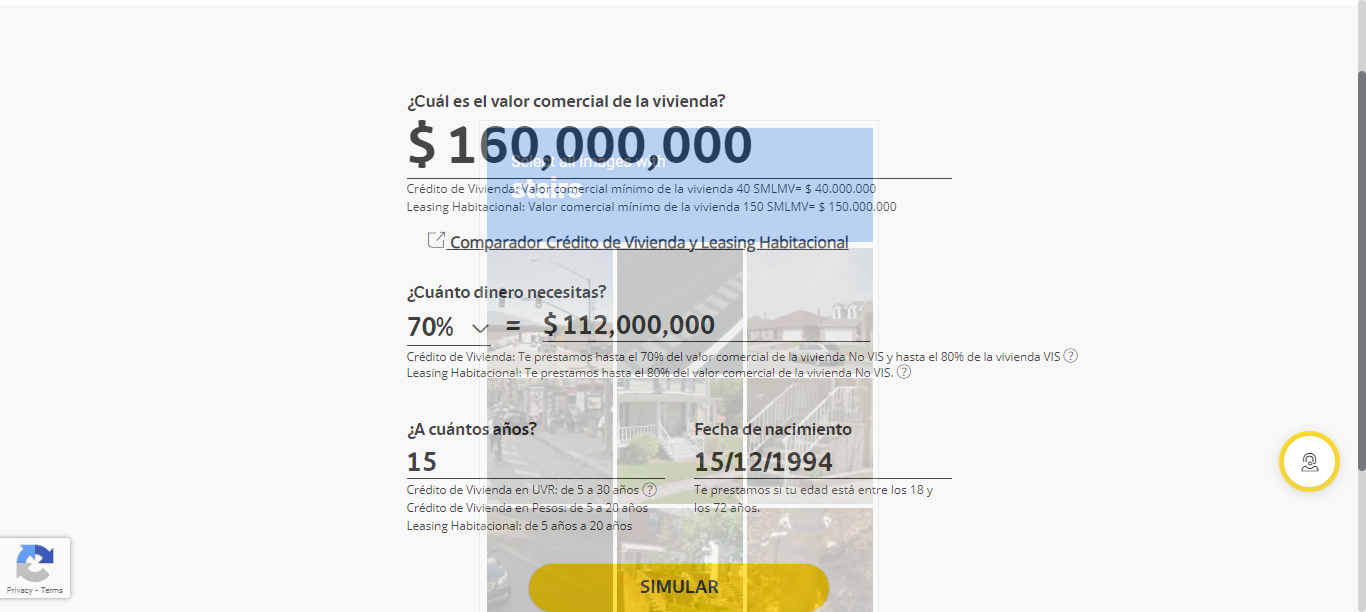 ¿Cuál es el valor comercial de la vivienda?
$ 160,000,000
Select all images with
stairs
Crédito de Vivienda: Valor comercial mínimo de la vivienda 40 SMLMV= $ 40.000.000
Leasing Habitacional: Valor comercial mínimo de la vivienda 150 SMLMV= $ 150.000.000
Comparador Crédito de Vivienda y Leasing Habitacional
¿Cuánto dinero necesitas?
70% = $ 112,000,000
Crédito de Vivienda: Te prestamos hasta el 70% del valor comercial de la vivienda No VIS y hasta el 80% de la vivienda VIS ?
Leasing Habitacional: Te prestamos hasta el 80% del valor comercial de la vivienda No VIS. ?
¿A cuántos años?
15
Crédito de Vivienda en UVR: de 5 a 30 años ?
Crédito de Vivienda en Pesos: de 5 a 20 años
Leasing Habitacional: de 5 años a 20 años
Fecha de nacimiento
15/12/1994
Te prestamos si tu edad está entre los 18 y
los 72 años.
SIMULAR
Privacy - Terms